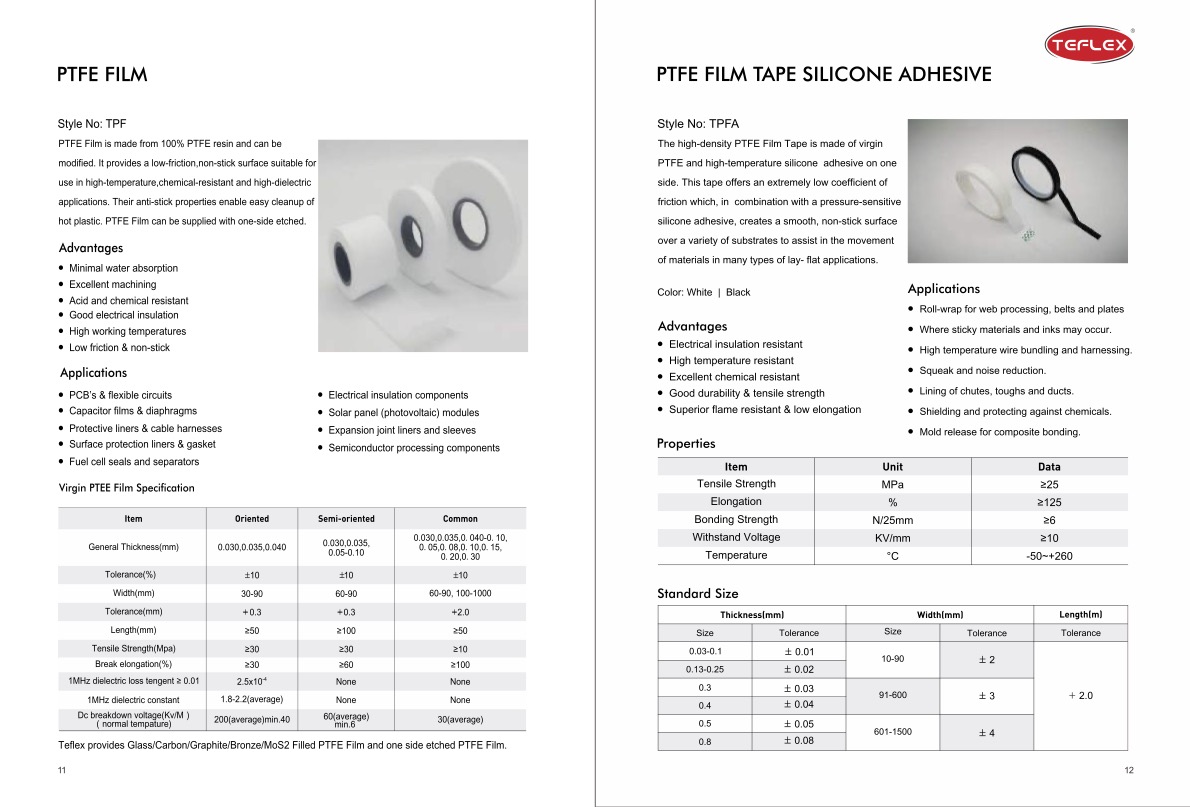 PTFE FILM
Style No: TPF
PTFE Film is made from 100% PTFE resin and can be
modified. It provides a low-friction,non-stick surface suitable for
use in high-temperature,chemical-resistant and high-dielectric
applications. Their anti-stick properties enable easy cleanup of
hot plastic. PTFE Film can be supplied with one-side etched.
Advantages
● Minimal water absorption
● Excellent machining
● Acid and chemical resistant
● Good electrical insulation
● High working temperatures
● Low friction & non-stick
Applications
● PCB's & flexible circuits
● Capacitor films & diaphragms
● Protective liners & cable harnesses
● Surface protection liners & gasket
● Fuel cell seals and separators
● Electrical insulation components
● Solar panel (photovoltaic) modules
● Expansion joint liners and sleeves
● Semiconductor processing components
Virgin PTEE Film Specification
Item Oriented Semi-oriented Common
General Thickness(mm) 0.030,0.035,0.040 0.030,0.035, 0.05-0.10 0.030,0.035,0. 040-0. 10, 0. 05,0. 08,0. 10,0. 15, 0. 20,0. 30
Tolerance(%) ±10 ±10 ±10
Width(mm) 30-90 60-90 60-90, 100-1000
Tolerance(mm) +0.3 +0.3 +2.0
Length(mm) ≥50 ≥100 ≥50
Tensile Strength(Mpa) ≥30 ≥30 ≥10
Break elongation(%) ≥30 ≥60 ≥100
1MHz dielectric loss tengent ≥ 0.01 2.5x10⁻⁴ None None
1MHz dielectric constant 1.8-2.2(average) None None
Dc breakdown voltage(Kv/M ) ( normal tempature) 200(average)min.40 60(average) min.6 30(average)
Teflex provides Glass/Carbon/Graphite/Bronze/MoS2 Filled PTFE Film and one side etched PTFE Film.
11
TEFLEX®
PTFE FILM TAPE SILICONE ADHESIVE
Style No: TPFA
The high-density PTFE Film Tape is made of virgin
PTFE and high-temperature silicone adhesive on one
side. This tape offers an extremely low coefficient of
friction which, in combination with a pressure-sensitive
silicone adhesive, creates a smooth, non-stick surface
over a variety of substrates to assist in the movement
of materials in many types of lay- flat applications.
Color: White | Black
Advantages
● Electrical insulation resistant
● High temperature resistant
● Excellent chemical resistant
● Good durability & tensile strength
● Superior flame resistant & low elongation
Applications
● Roll-wrap for web processing, belts and plates
● Where sticky materials and inks may occur.
● High temperature wire bundling and harnessing.
● Squeak and noise reduction.
● Lining of chutes, toughs and ducts.
● Shielding and protecting against chemicals.
● Mold release for composite bonding.
Properties
Item Unit Data
Tensile Strength MPa ≥25
Elongation % ≥125
Bonding Strength N/25mm ≥6
Withstand Voltage KV/mm ≥10
Temperature °C -50~+260
Standard Size
Thickness(mm) Width(mm) Length(m)
Size Tolerance Size Tolerance Tolerance
0.03-0.1 ± 0.01 10-90 ± 2 + 2.0
0.13-0.25 ± 0.02
0.3 ± 0.03 91-600 ± 3
0.4 ± 0.04
0.5 ± 0.05 601-1500 ± 4
0.8 ± 0.08
12